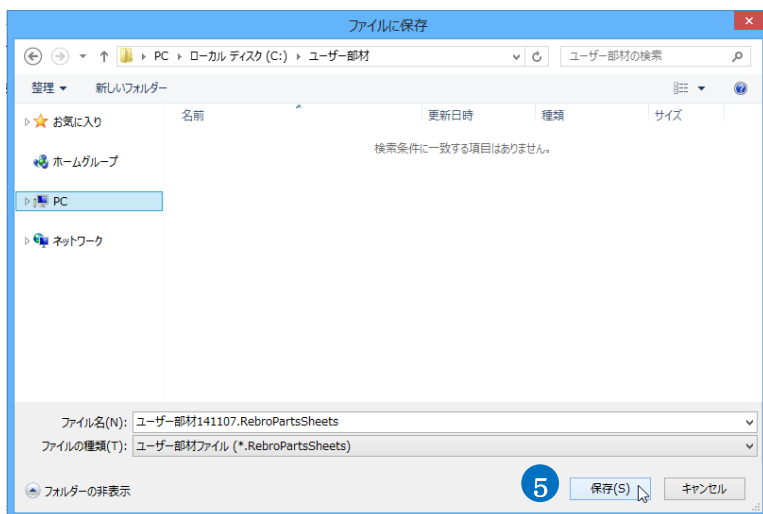 ファイルに保存
PC ▸ ローカル ディスク (C:) ▸ ユーザー部材
ユーザー部材の検索
整理 ▼ 新しいフォルダー
名前 更新日時 種類 サイズ
検索条件に一致する項目はありません。
お気に入り
ホームグループ
PC
ネットワーク
ファイル名(N): ユーザー部材141107.RebroPartsSheets
ファイルの種類(T): ユーザー部材ファイル (*.RebroPartsSheets)
フォルダーの非表示
5 保存(S) キャンセル